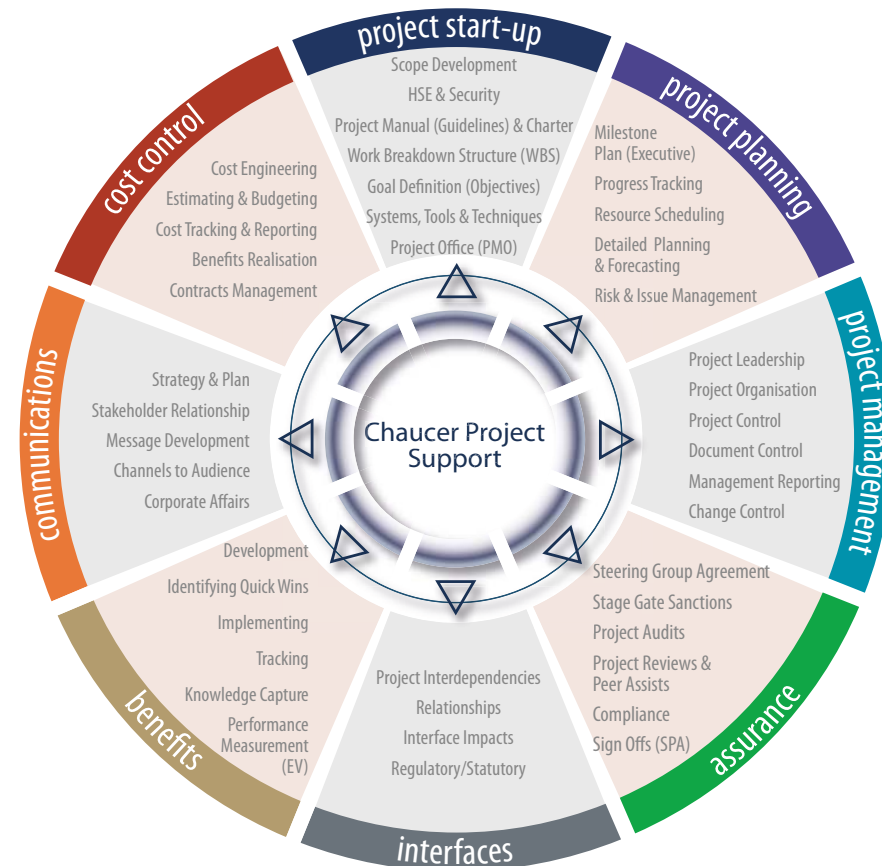 project start-up
Scope Development
HSE & Security
Project Manual (Guidelines) & Charter
Work Breakdown Structure (WBS)
Goal Definition (Objectives)
Systems, Tools & Techniques
Project Office (PMO)
project planning
Milestone
Plan (Executive)
Progress Tracking
Resource Scheduling
Detailed Planning
& Forecasting
Risk & Issue Management
project management
Project Leadership
Project Organisation
Project Control
Document Control
Management Reporting
Change Control
assurance
Steering Group Agreement
Stage Gate Sanctions
Project Audits
Project Reviews &
Peer Assists
Compliance
Sign Offs (SPA)
interfaces
Project Interdependencies
Relationships
Interface Impacts
Regulatory/Statutory
benefits
Development
Identifying Quick Wins
Implementing
Tracking
Knowledge Capture
Performance
Measurement
(EV)
communications
Strategy & Plan
Stakeholder Relationship
Message Development
Channels to Audience
Corporate Affairs
cost control
Cost Engineering
Estimating & Budgeting
Cost Tracking & Reporting
Benefits Realisation
Contracts Management
Chaucer Project
Support